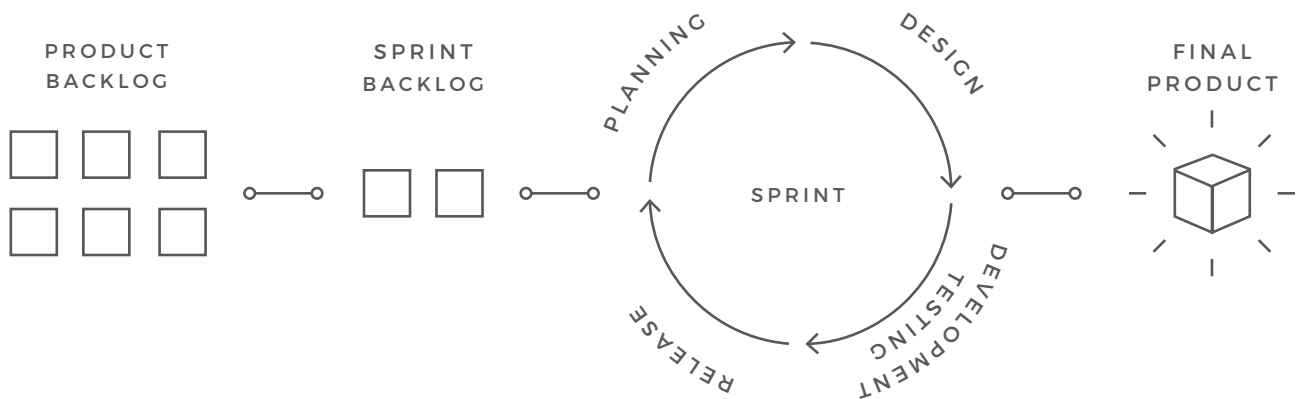 PRODUCT
BACKLOG
SPRINT
BACKLOG
PLANNING
DESIGN
SPRINT
DEVELOPMENT
TESTING
RELEASE
FINAL
PRODUCT